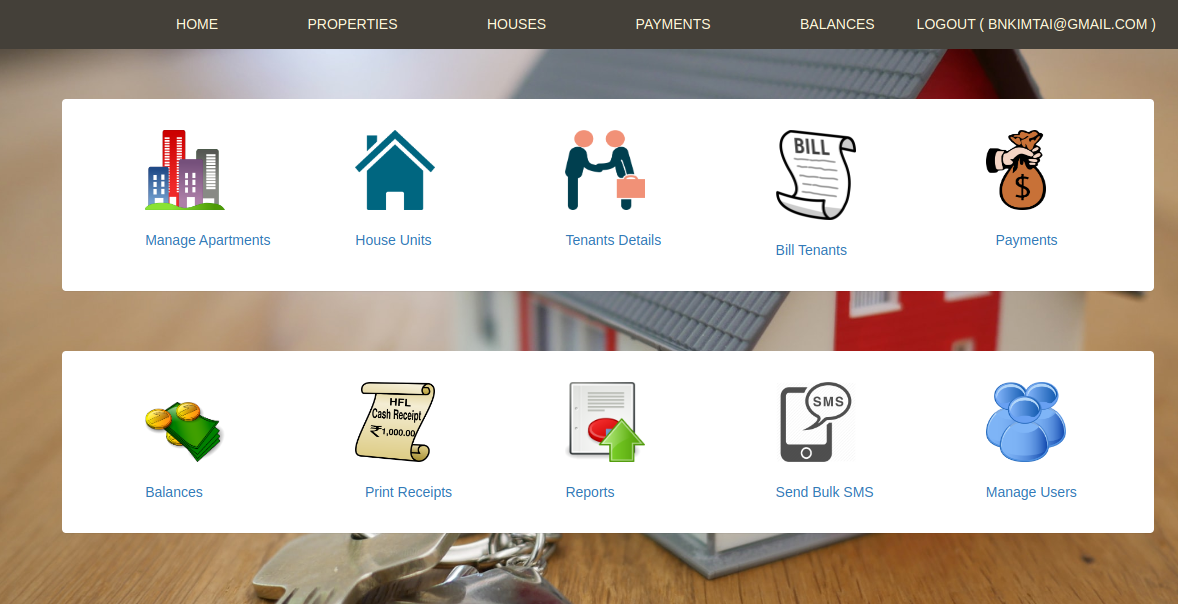 HOME PROPERTIES HOUSES PAYMENTS BALANCES LOGOUT ( BNKIMTAI@GMAIL.COM )
BILL
$
Manage Apartments House Units Tenants Details Bill Tenants Payments
HFL
Cash Receipt
₹1,000.00
SMS
Balances Print Receipts Reports Send Bulk SMS Manage Users